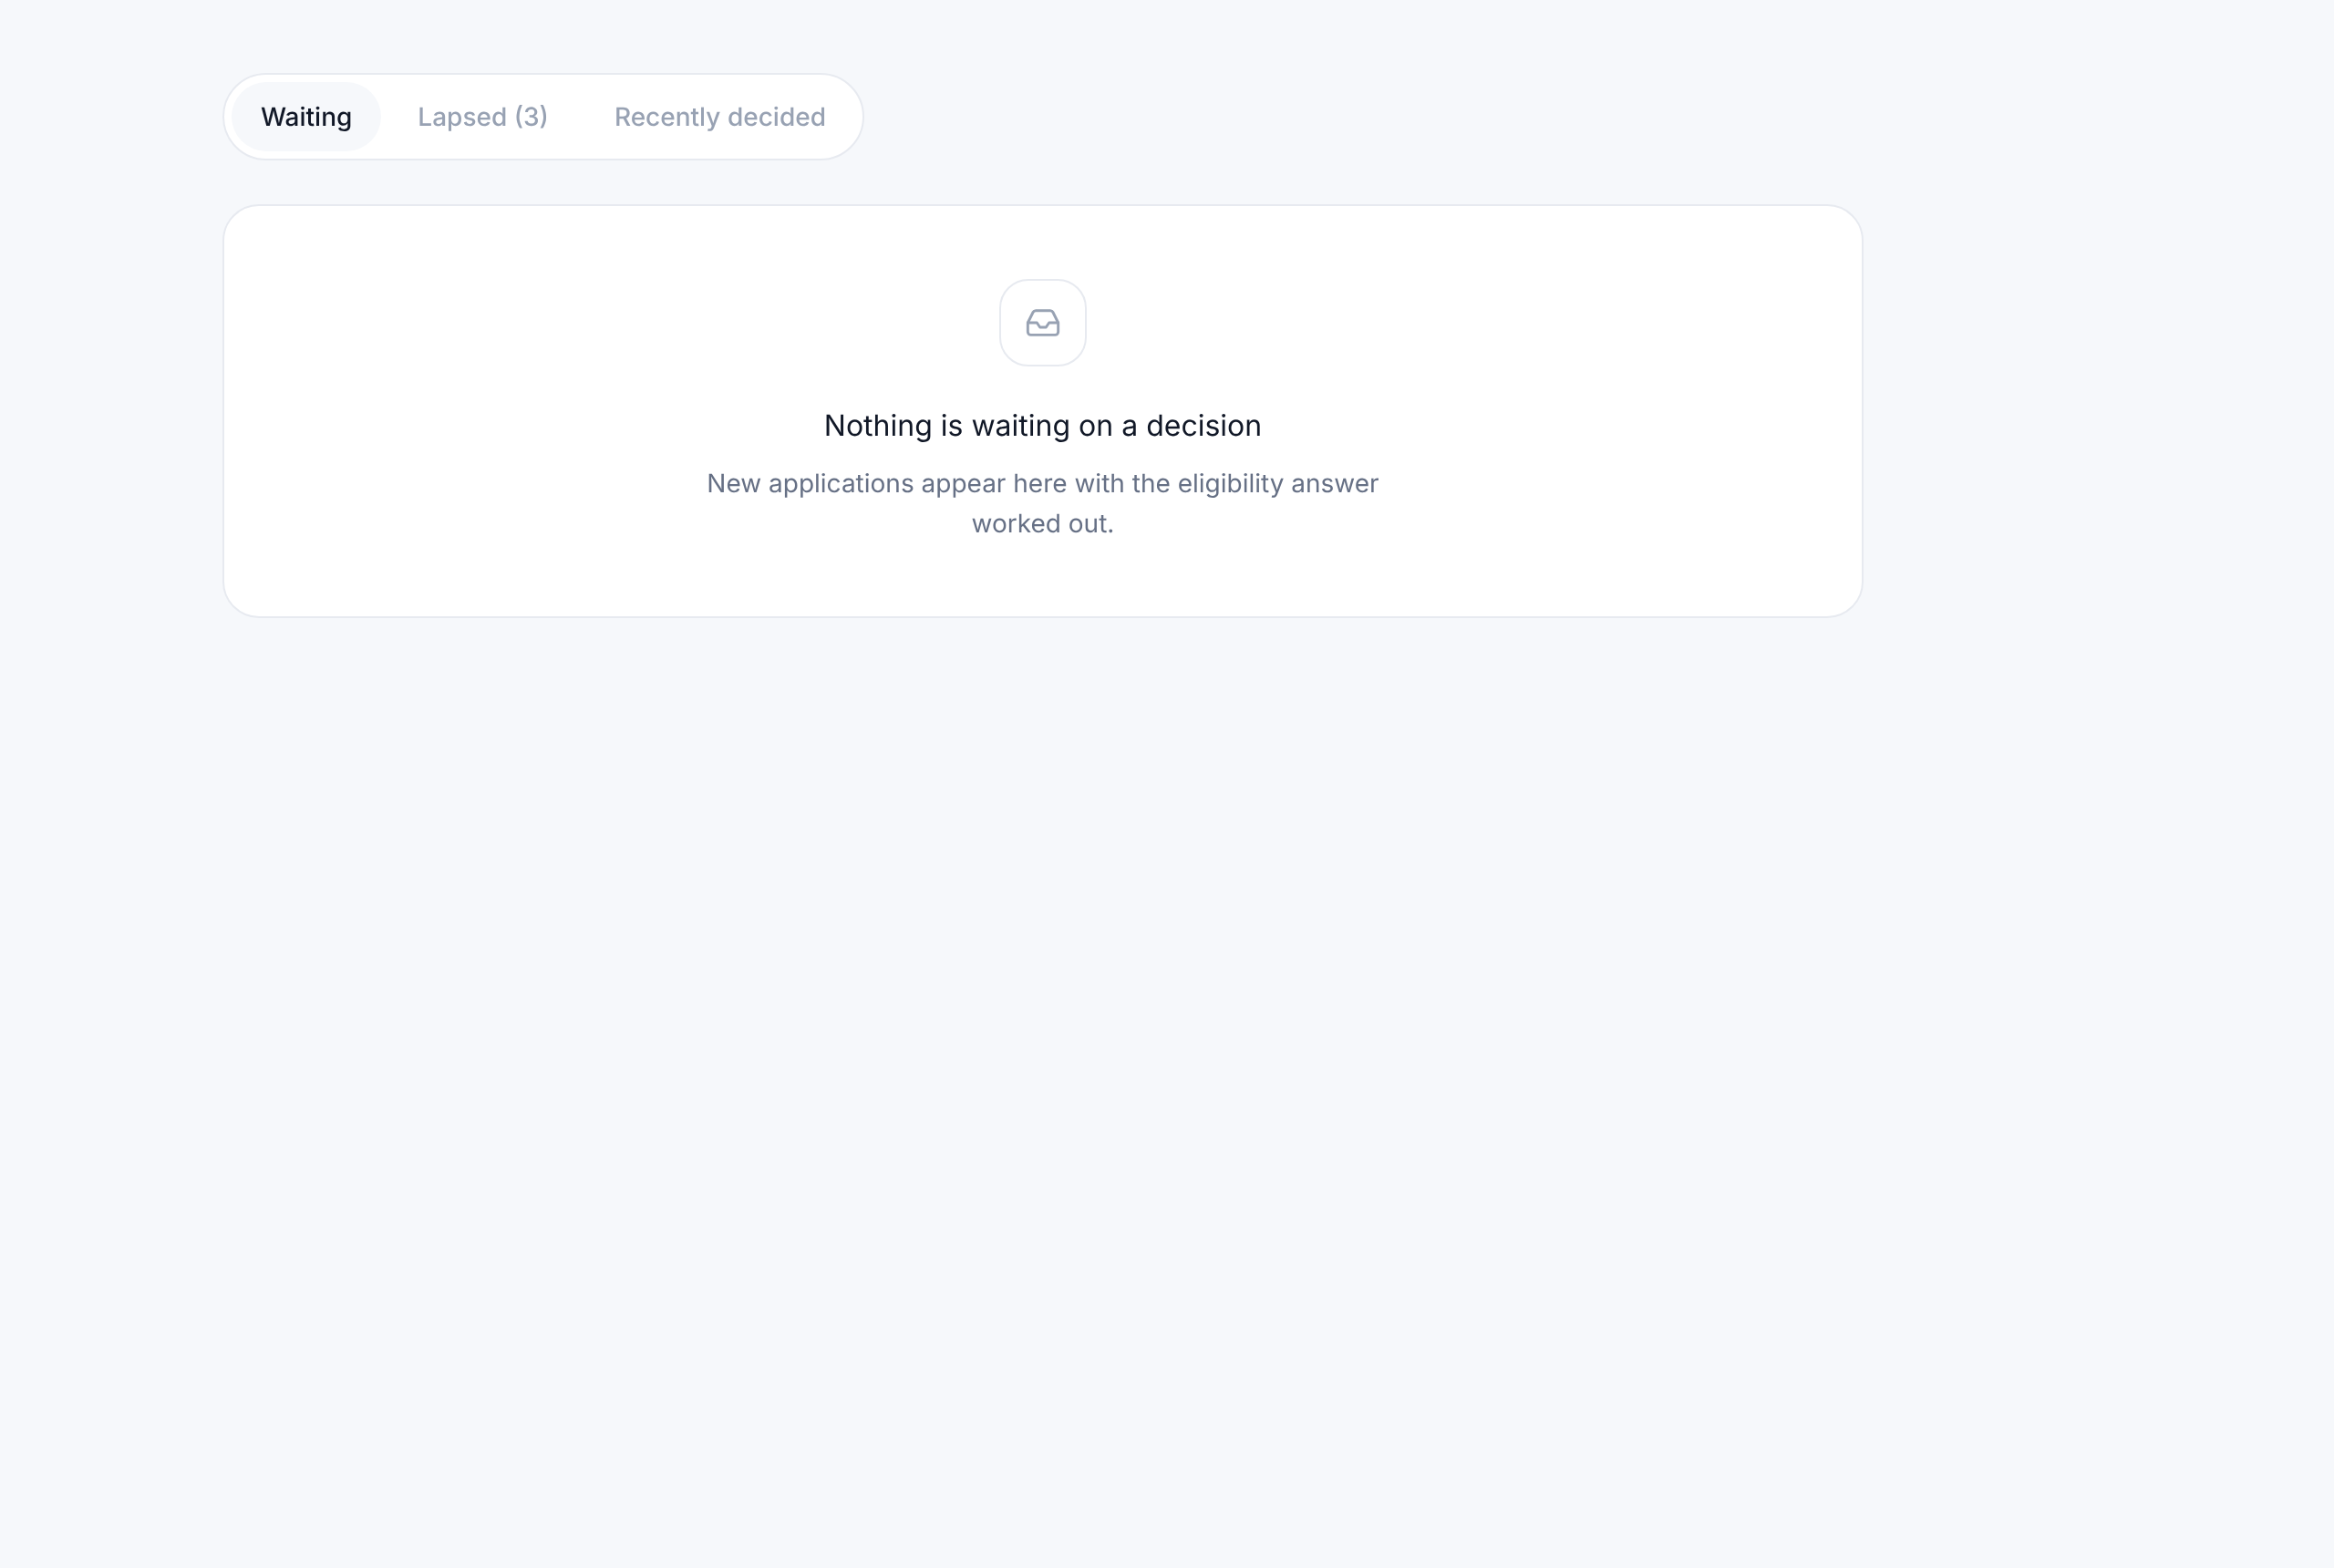 Waiting Lapsed (3) Recently decided
Nothing is waiting on a decision
New applications appear here with the eligibility answer
worked out.